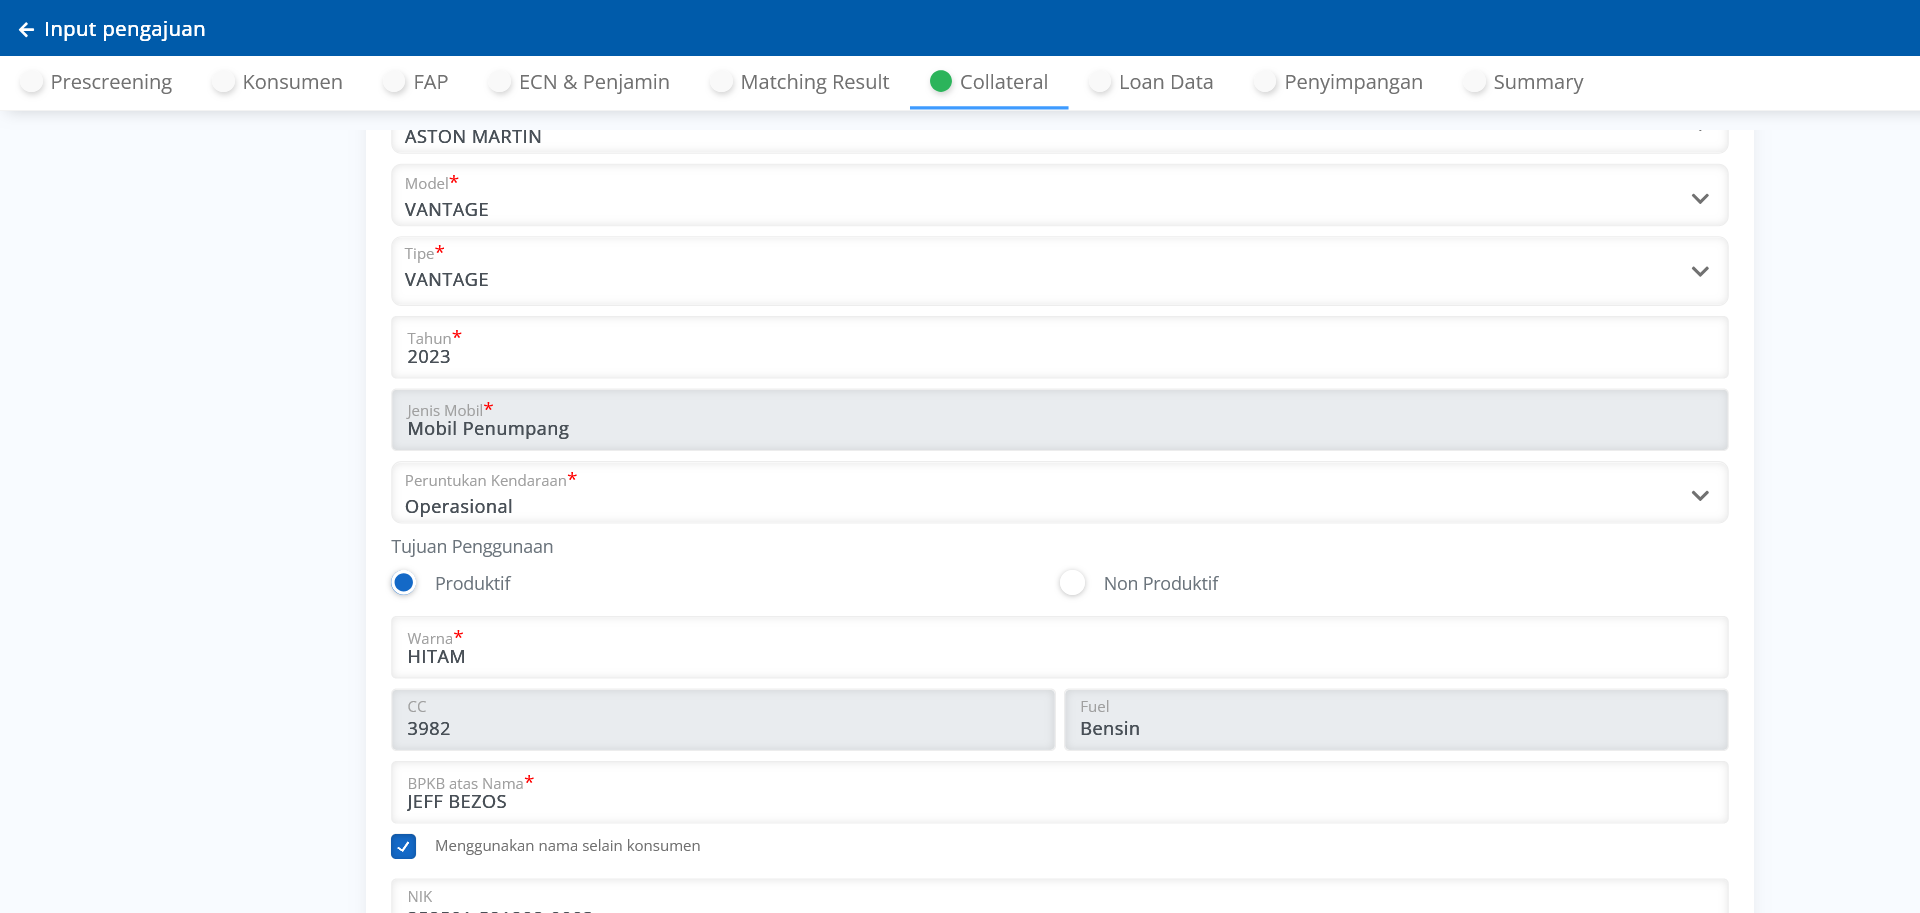 Input pengajuan
Prescreening Konsumen FAP ECN & Penjamin Matching Result Collateral Loan Data Penyimpangan Summary
ASTON MARTIN
Model*
VANTAGE
Tipe*
VANTAGE
Tahun*
2023
Jenis Mobil*
Mobil Penumpang
Peruntukan Kendaraan*
Operasional
Tujuan Penggunaan
Produktif Non Produktif
Warna*
HITAM
CC Fuel
3982 Bensin
BPKB atas Nama*
JEFF BEZOS
Menggunakan nama selain konsumen
NIK